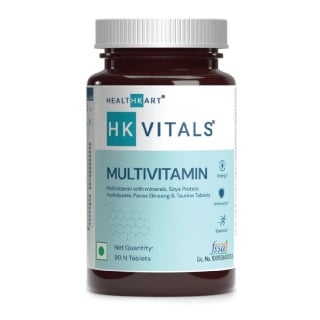 HEALTHKART
HK VITALS
MULTIVITAMIN
Multivitamin with minerals, Soya Protein
Hydrolysate, Panax Ginseng & Taurine Tablets
Energy
Immunity
Stamina
Net Quantity:
90 N Tablets
fssai